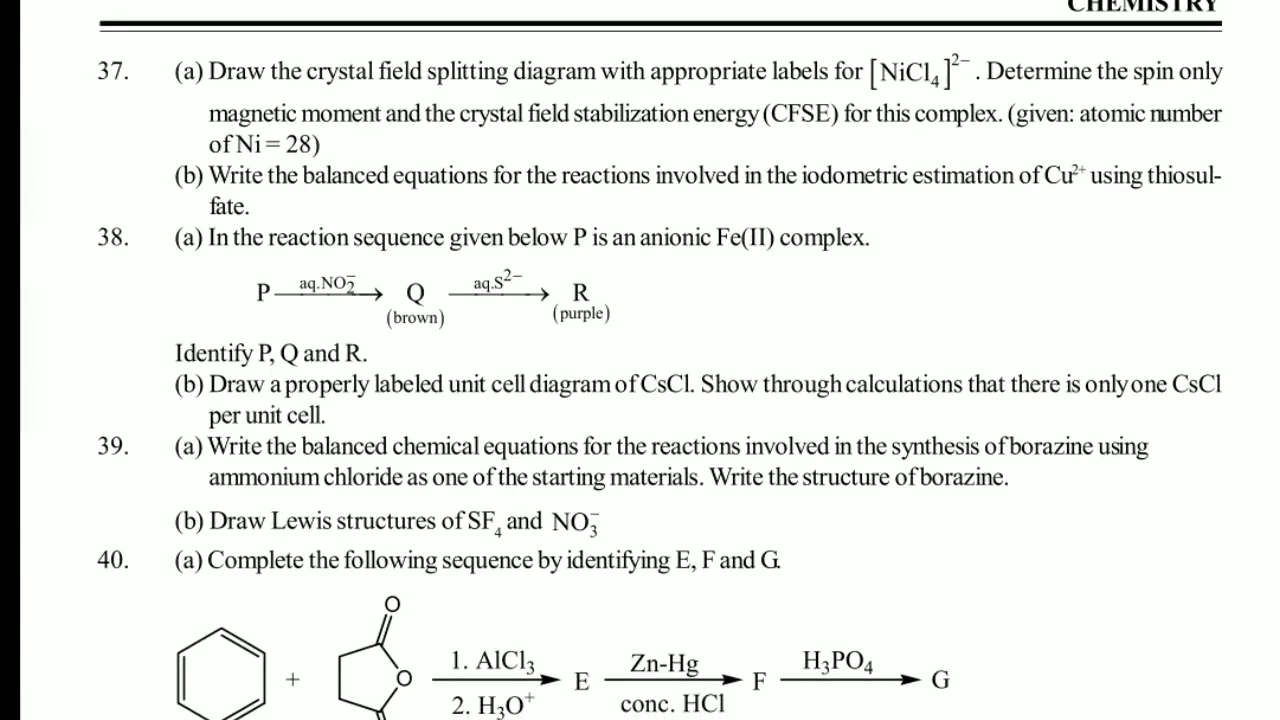 CHEMISTRY
37. (a) Draw the crystal field splitting diagram with appropriate labels for [NiCl₄]²⁻ . Determine the spin only
magnetic moment and the crystal field stabilization energy (CFSE) for this complex. (given: atomic number
of Ni = 28)
(b) Write the balanced equations for the reactions involved in the iodometric estimation of Cu²⁺ using thiosul-
fate.
38. (a) In the reaction sequence given below P is an anionic Fe(II) complex.
P aq.NO₂⁻ → Q aq.S²⁻ → R
(brown) (purple)
Identify P, Q and R.
(b) Draw a properly labeled unit cell diagram of CsCl. Show through calculations that there is only one CsCl
per unit cell.
39. (a) Write the balanced chemical equations for the reactions involved in the synthesis of borazine using
ammonium chloride as one of the starting materials. Write the structure of borazine.
(b) Draw Lewis structures of SF₄ and NO₃⁻
40. (a) Complete the following sequence by identifying E, F and G.
O
+ O 1. AlCl₃ → E Zn-Hg → F H₃PO₄ → G
2. H₃O⁺ conc. HCl